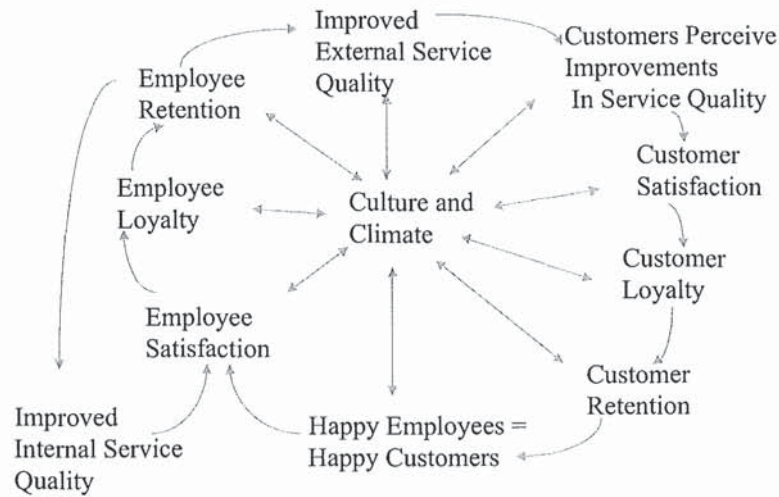 Improved
External Service
Quality
Customers Perceive
Improvements
In Service Quality
Employee
Retention
Customer
Satisfaction
Employee
Loyalty
Culture and
Climate
Customer
Loyalty
Employee
Satisfaction
Customer
Retention
Improved
Internal Service
Quality
Happy Employees =
Happy Customers